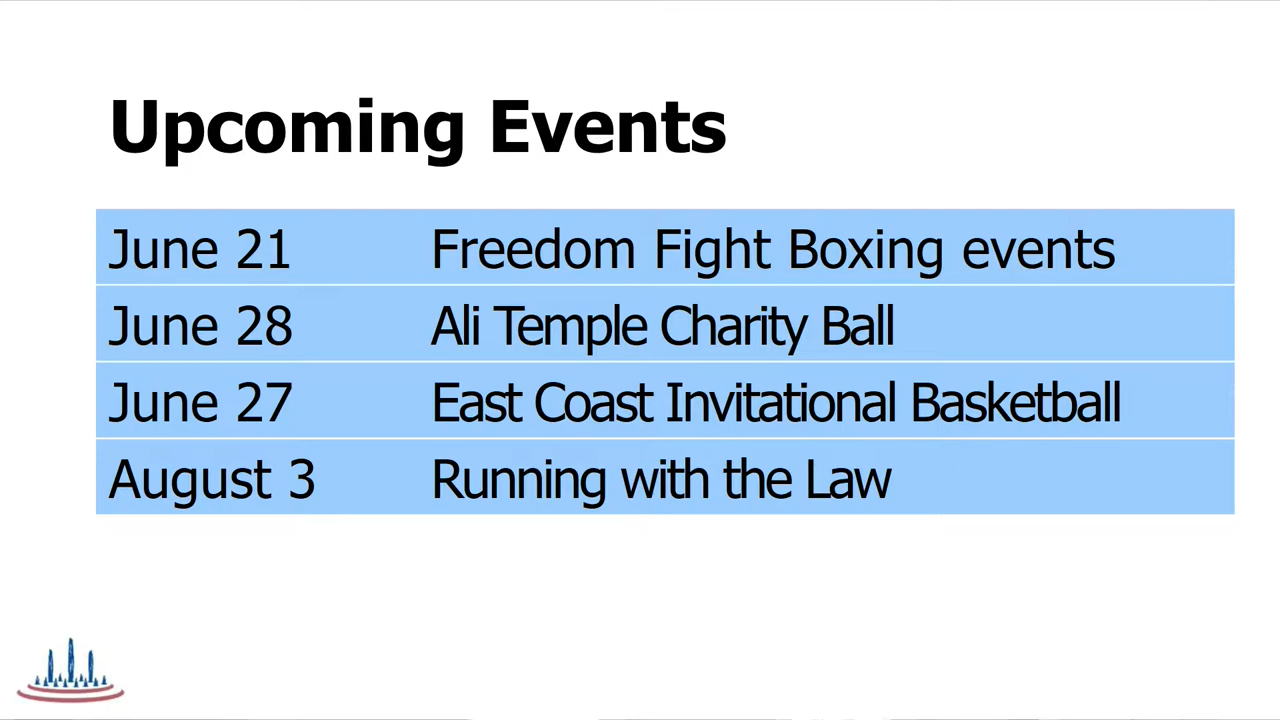 Upcoming Events
June 21 Freedom Fight Boxing events
June 28 Ali Temple Charity Ball
June 27 East Coast Invitational Basketball
August 3 Running with the Law